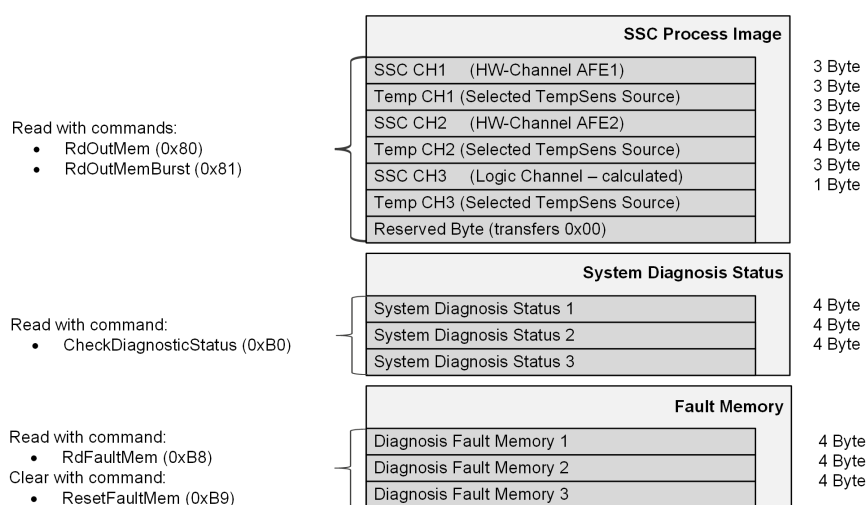 SSC Process Image
SSC CH1 (HW-Channel AFE1)
Temp CH1 (Selected TempSens Source)
SSC CH2 (HW-Channel AFE2)
Temp CH2 (Selected TempSens Source)
SSC CH3 (Logic Channel – calculated)
Temp CH3 (Selected TempSens Source)
Reserved Byte (transfers 0x00)
3 Byte
3 Byte
3 Byte
3 Byte
4 Byte
3 Byte
1 Byte
Read with commands:
• RdOutMem (0x80)
• RdOutMemBurst (0x81)
System Diagnosis Status
System Diagnosis Status 1
System Diagnosis Status 2
System Diagnosis Status 3
4 Byte
4 Byte
4 Byte
Read with command:
• CheckDiagnosticStatus (0xB0)
Fault Memory
Diagnosis Fault Memory 1
Diagnosis Fault Memory 2
Diagnosis Fault Memory 3
4 Byte
4 Byte
4 Byte
Read with command:
• RdFaultMem (0xB8)
Clear with command:
• ResetFaultMem (0xB9)